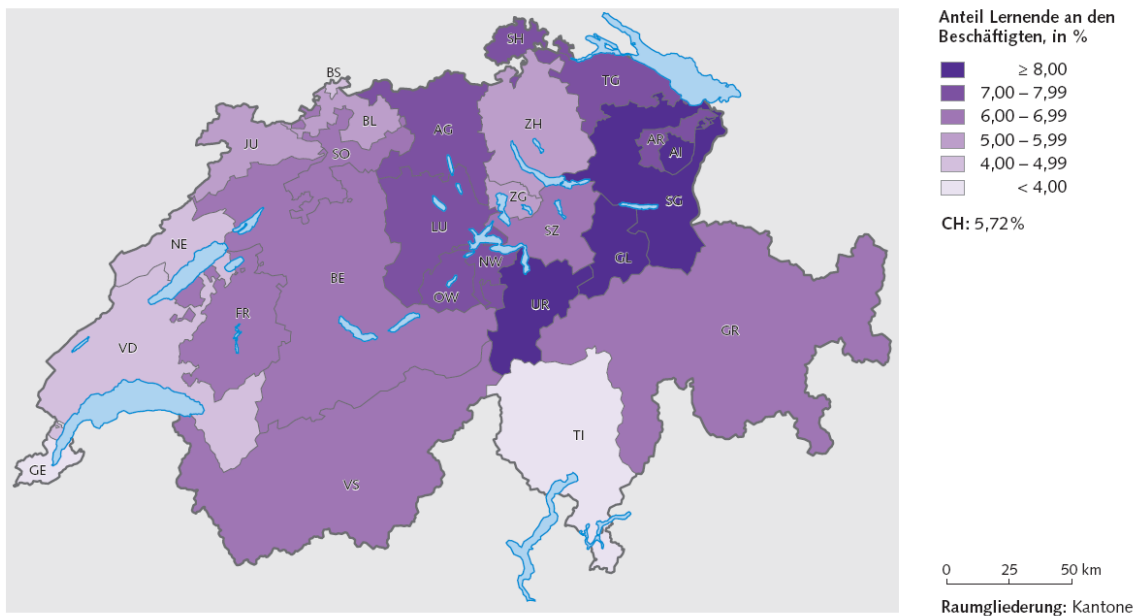 Anteil Lernende an den
Beschäftigten, in %
≥ 8,00
7,00 – 7,99
6,00 – 6,99
5,00 – 5,99
4,00 – 4,99
< 4,00
CH: 5,72%
SH
BS
TG
BL
AG
ZH
JU
SO
AR
AI
ZG
SG
LU
SZ
NE
NW
GL
BE
OW
UR
FR
GR
VD
TI
GE
VS
0 25 50 km
Raumgliederung: Kantone